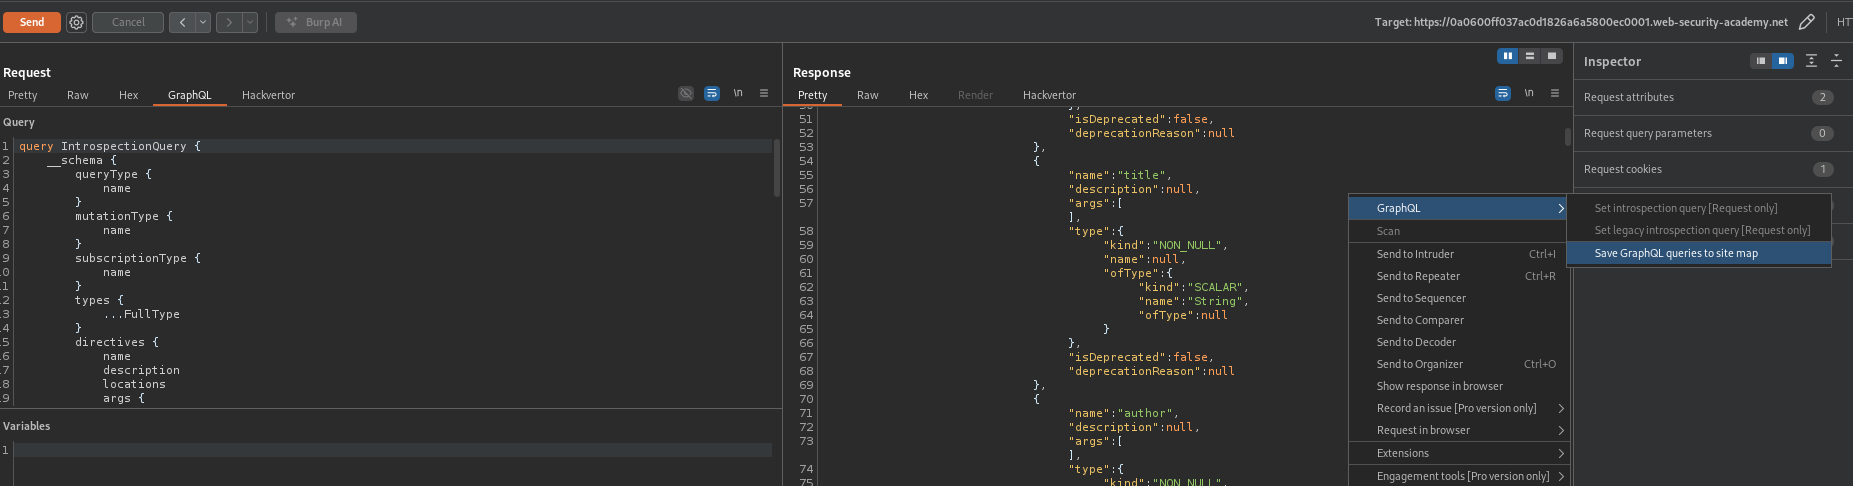 Send
Cancel
Burp AI
Target: https://0a0600ff037ac0d1826a6a5800ec0001.web-security-academy.net
Request
Pretty Raw Hex GraphQL Hackvertor
\n
Query
1 query IntrospectionQuery {
2 __schema {
3 queryType {
4 name
5 }
6 mutationType {
7 name
8 }
9 subscriptionType {
10 name
11 }
12 types {
13 ...FullType
14 }
15 directives {
16 name
17 description
18 locations
19 args {
Variables
1
Response
Pretty Raw Hex Render Hackvertor
\n
},
51 "isDeprecated":false,
52 "deprecationReason":null
53 },
54 {
55 "name":"title",
56 "description":null,
57 "args":[
],
58 "type":{
59 "kind":"NON_NULL",
60 "name":null,
61 "ofType":{
62 "kind":"SCALAR",
63 "name":"String",
64 "ofType":null
65 }
66 },
67 "isDeprecated":false,
68 "deprecationReason":null
69 },
70 {
71 "name":"author",
72 "description":null,
73 "args":[
],
74 "type":{
75 "kind":"NON_NULL",
GraphQL
Scan
Send to Intruder Ctrl+I
Send to Repeater Ctrl+R
Send to Sequencer
Send to Comparer
Send to Decoder
Send to Organizer Ctrl+O
Show response in browser
Record an issue [Pro version only]
Request in browser
Extensions
Engagement tools [Pro version only]
Set introspection query [Request only]
Set legacy introspection query [Request only]
Save GraphQL queries to site map
Inspector
Request attributes 2
Request query parameters 0
Request cookies 1